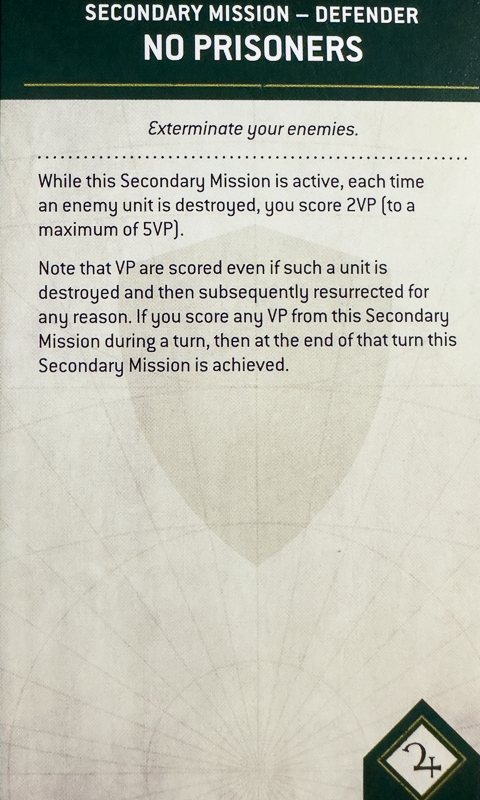 SECONDARY MISSION – DEFENDER
NO PRISONERS
Exterminate your enemies.
While this Secondary Mission is active, each time
an enemy unit is destroyed, you score 2VP (to a
maximum of 5VP).
Note that VP are scored even if such a unit is
destroyed and then subsequently resurrected for
any reason. If you score any VP from this Secondary
Mission during a turn, then at the end of that turn this
Secondary Mission is achieved.